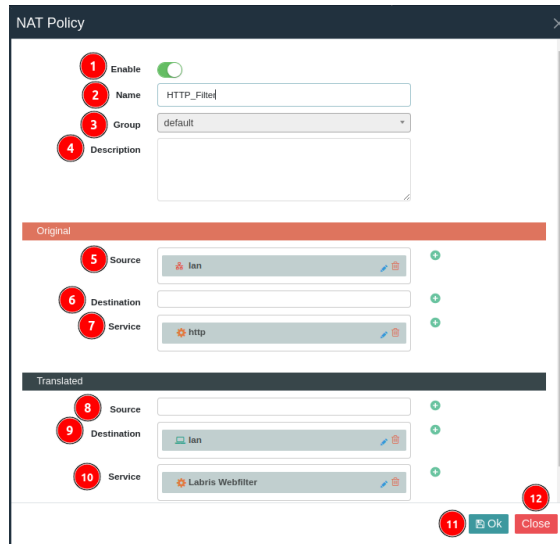 NAT Policy
1 Enable
2 Name HTTP_Filter
3 Group default
4 Description
Original
5 Source lan
6 Destination
7 Service http
Translated
8 Source
9 Destination lan
10 Service Labris Webfilter
12
11 Ok Close